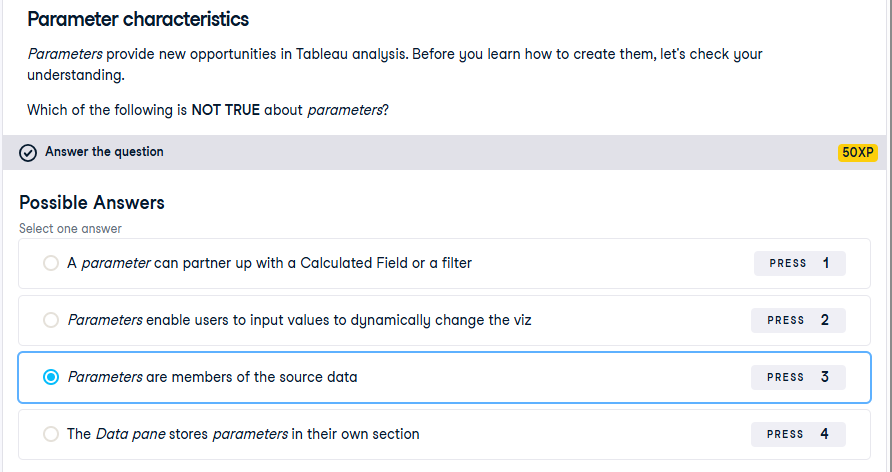 Parameter characteristics
Parameters provide new opportunities in Tableau analysis. Before you learn how to create them, let's check your
understanding.
Which of the following is NOT TRUE about parameters?
Answer the question 50XP
Possible Answers
Select one answer
A parameter can partner up with a Calculated Field or a filter PRESS 1
Parameters enable users to input values to dynamically change the viz PRESS 2
Parameters are members of the source data PRESS 3
The Data pane stores parameters in their own section PRESS 4